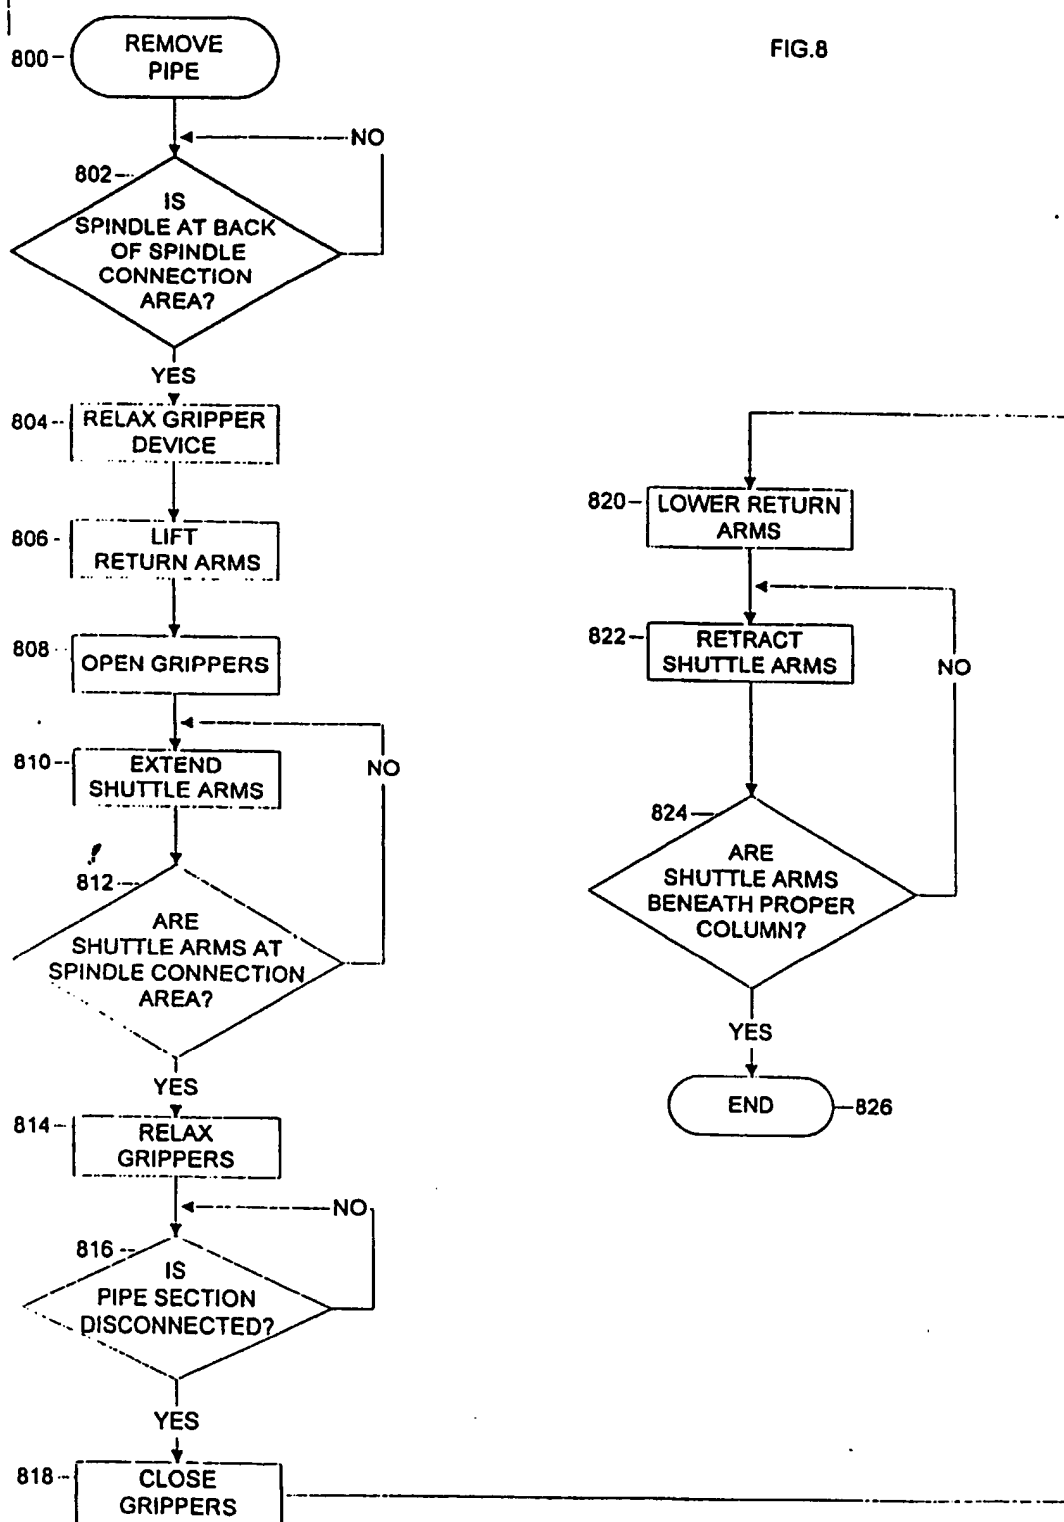 FIG.8
800
REMOVE
PIPE
NO
802
IS
SPINDLE AT BACK
OF SPINDLE
CONNECTION
AREA?
YES
804
RELAX GRIPPER
DEVICE
806
LIFT
RETURN ARMS
808
OPEN GRIPPERS
810
EXTEND
SHUTTLE ARMS
NO
812
ARE
SHUTTLE ARMS AT
SPINDLE CONNECTION
AREA?
YES
814
RELAX
GRIPPERS
NO
816
IS
PIPE SECTION
DISCONNECTED?
YES
818
CLOSE
GRIPPERS
820
LOWER RETURN
ARMS
822
RETRACT
SHUTTLE ARMS
NO
824
ARE
SHUTTLE ARMS
BENEATH PROPER
COLUMN?
YES
END
826